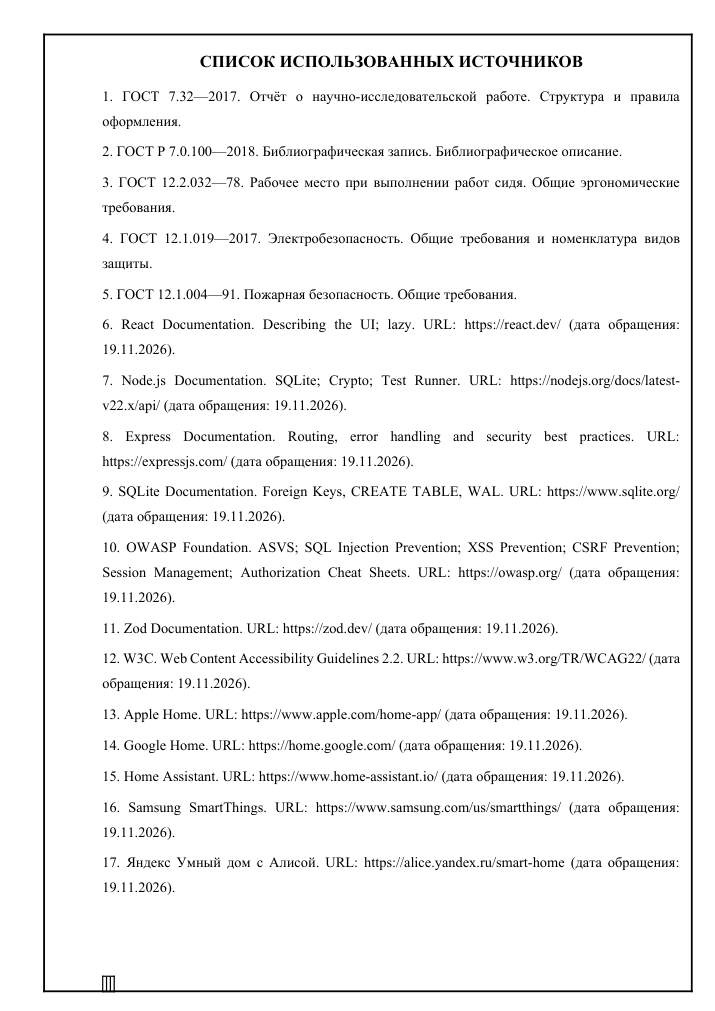 СПИСОК ИСПОЛЬЗОВАННЫХ ИСТОЧНИКОВ
1. ГОСТ 7.32—2017. Отчёт о научно-исследовательской работе. Структура и правила
оформления.
2. ГОСТ Р 7.0.100—2018. Библиографическая запись. Библиографическое описание.
3. ГОСТ 12.2.032—78. Рабочее место при выполнении работ сидя. Общие эргономические
требования.
4. ГОСТ 12.1.019—2017. Электробезопасность. Общие требования и номенклатура видов
защиты.
5. ГОСТ 12.1.004—91. Пожарная безопасность. Общие требования.
6. React Documentation. Describing the UI; lazy. URL: https://react.dev/ (дата обращения:
19.11.2026).
7. Node.js Documentation. SQLite; Crypto; Test Runner. URL: https://nodejs.org/docs/latest-
v22.x/api/ (дата обращения: 19.11.2026).
8. Express Documentation. Routing, error handling and security best practices. URL:
https://expressjs.com/ (дата обращения: 19.11.2026).
9. SQLite Documentation. Foreign Keys, CREATE TABLE, WAL. URL: https://www.sqlite.org/
(дата обращения: 19.11.2026).
10. OWASP Foundation. ASVS; SQL Injection Prevention; XSS Prevention; CSRF Prevention;
Session Management; Authorization Cheat Sheets. URL: https://owasp.org/ (дата обращения:
19.11.2026).
11. Zod Documentation. URL: https://zod.dev/ (дата обращения: 19.11.2026).
12. W3C. Web Content Accessibility Guidelines 2.2. URL: https://www.w3.org/TR/WCAG22/ (дата
обращения: 19.11.2026).
13. Apple Home. URL: https://www.apple.com/home-app/ (дата обращения: 19.11.2026).
14. Google Home. URL: https://home.google.com/ (дата обращения: 19.11.2026).
15. Home Assistant. URL: https://www.home-assistant.io/ (дата обращения: 19.11.2026).
16. Samsung SmartThings. URL: https://www.samsung.com/us/smartthings/ (дата обращения:
19.11.2026).
17. Яндекс Умный дом с Алисой. URL: https://alice.yandex.ru/smart-home (дата обращения:
19.11.2026).